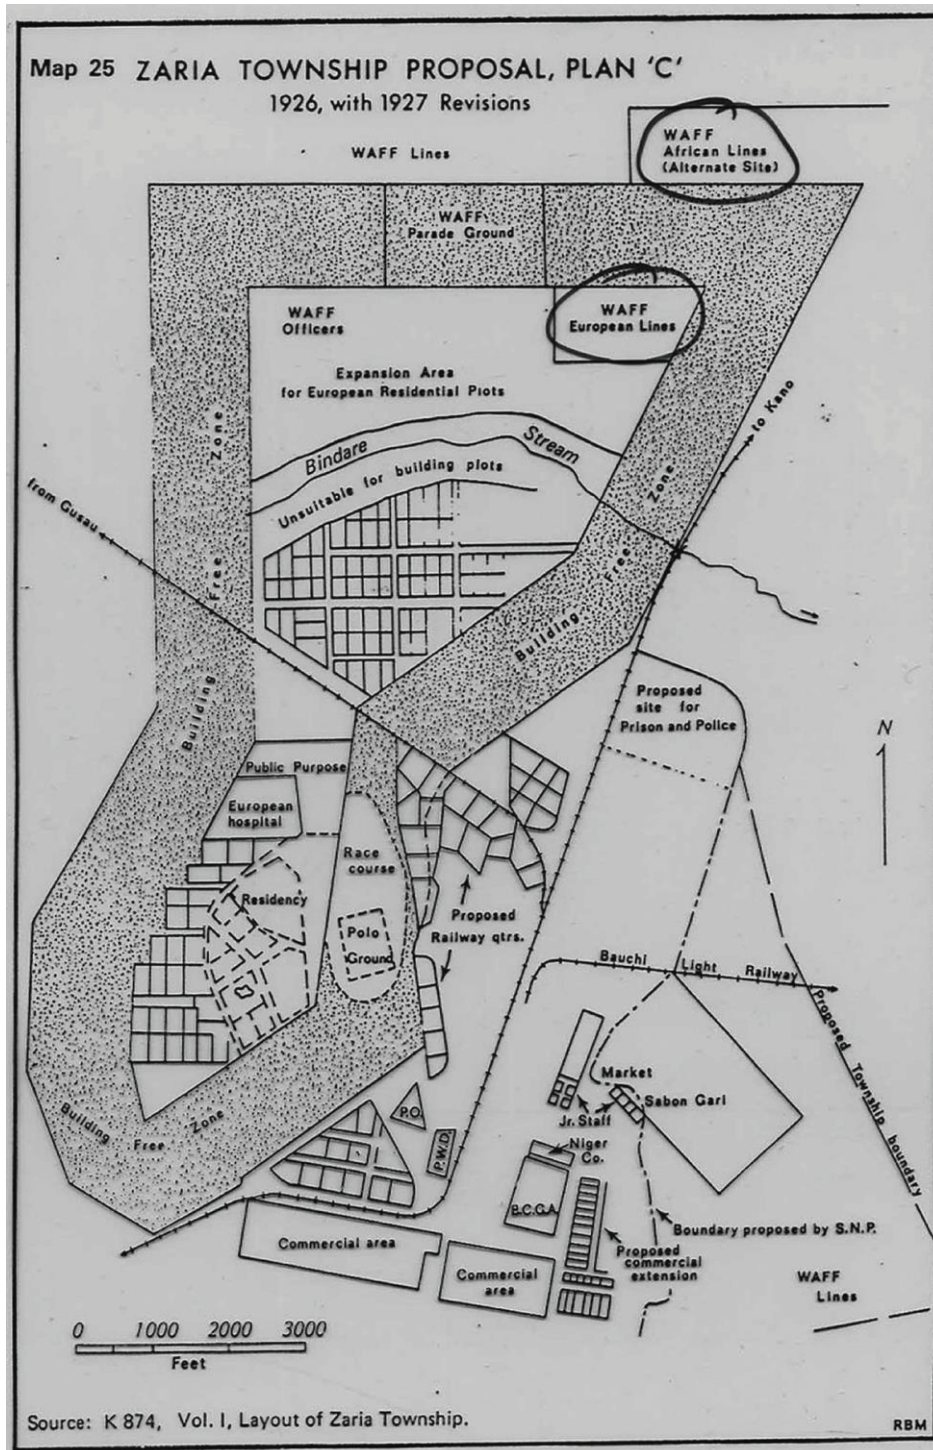 Map 25 ZARIA TOWNSHIP PROPOSAL, PLAN 'C'
1926, with 1927 Revisions
WAFF Lines
WAFF
African Lines
(Alternate Site)
WAFF
Parade Ground
WAFF
Officers
WAFF
European Lines
Expansion Area
for European Residential Plots
Bindare Stream
Unsuitable for building plots
to Kano
from Gusau
Building Free Zone
Building Free Zone
Proposed
site for
Prison and Police
N
Public Purpose
European
hospital
Race
course
Residency
Polo
Ground
Proposed
Railway qtrs.
Bauchi Light Railway
Proposed Township boundary
Market
Sabon Gari
Jr. Staff
Niger
Co.
P.O.
P.W.D.
B.C.G.A.
Building Free Zone
Boundary proposed by S.N.P.
Proposed
commercial
extension
Commercial area
Commercial
area
WAFF
Lines
0 1000 2000 3000
Feet
Source: K 874, Vol. I, Layout of Zaria Township.
RBM